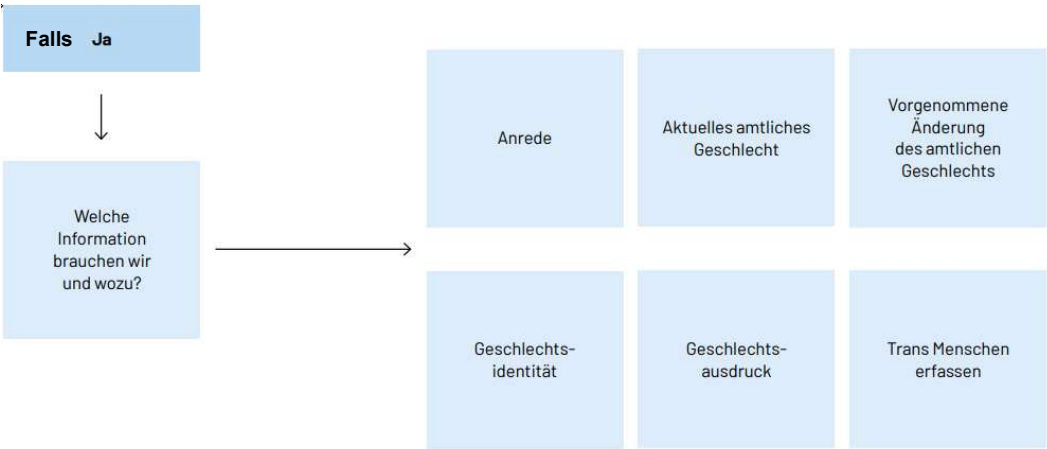 Falls Ja
Welche
Information
brauchen wir
und wozu?
Anrede
Aktuelles amtliches
Geschlecht
Vorgenommene
Änderung
des amtlichen
Geschlechts
Geschlechts-
identität
Geschlechts-
ausdruck
Trans Menschen
erfassen